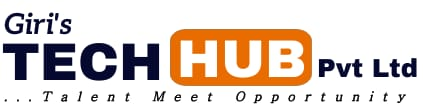 Giri's
TECH HUB Pvt Ltd
...Talent Meet Opportunity